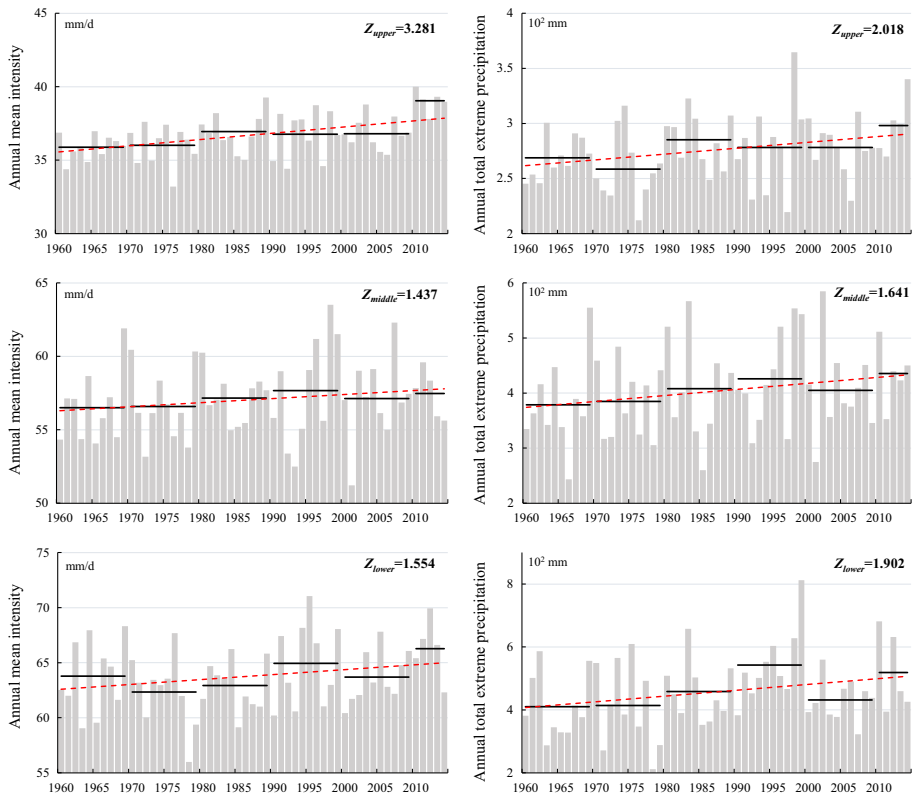 mm/d
Z_upper=3.281
Annual mean intensity
45
40
35
30
1960 1965 1970 1975 1980 1985 1990 1995 2000 2005 2010
10² mm
Z_upper=2.018
Annual total extreme precipitation
4
3.5
3
2.5
2
1960 1965 1970 1975 1980 1985 1990 1995 2000 2005 2010
mm/d
Z_middle=1.437
Annual mean intensity
65
60
55
50
1960 1965 1970 1975 1980 1985 1990 1995 2000 2005 2010
10² mm
Z_middle=1.641
Annual total extreme precipitation
6
5
4
3
2
1960 1965 1970 1975 1980 1985 1990 1995 2000 2005 2010
mm/d
Z_lower=1.554
Annual mean intensity
75
70
65
60
55
1960 1965 1970 1975 1980 1985 1990 1995 2000 2005 2010
10² mm
Z_lower=1.902
Annual total extreme precipitation
8
6
4
2
1960 1965 1970 1975 1980 1985 1990 1995 2000 2005 2010